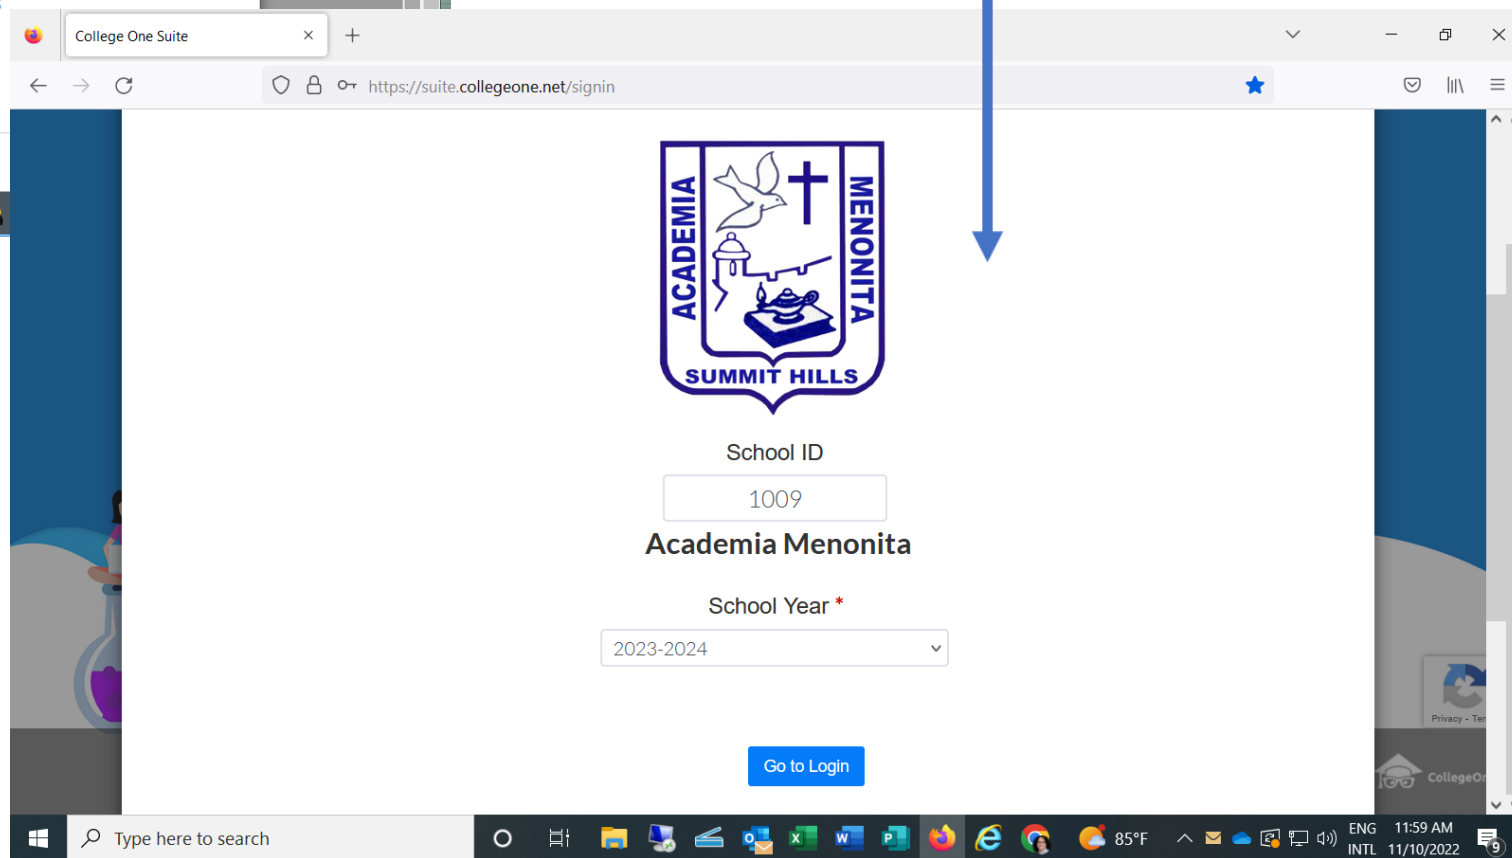 College One Suite
https://suite.collegeone.net/signin
ACADEMIA
MENONITA
SUMMIT HILLS
School ID
1009
Academia Menonita
School Year *
2023-2024
Go to Login
Privacy - Ter
CollegeOn
Type here to search
85°F
ENG
INTL
11:59 AM
11/10/2022
9